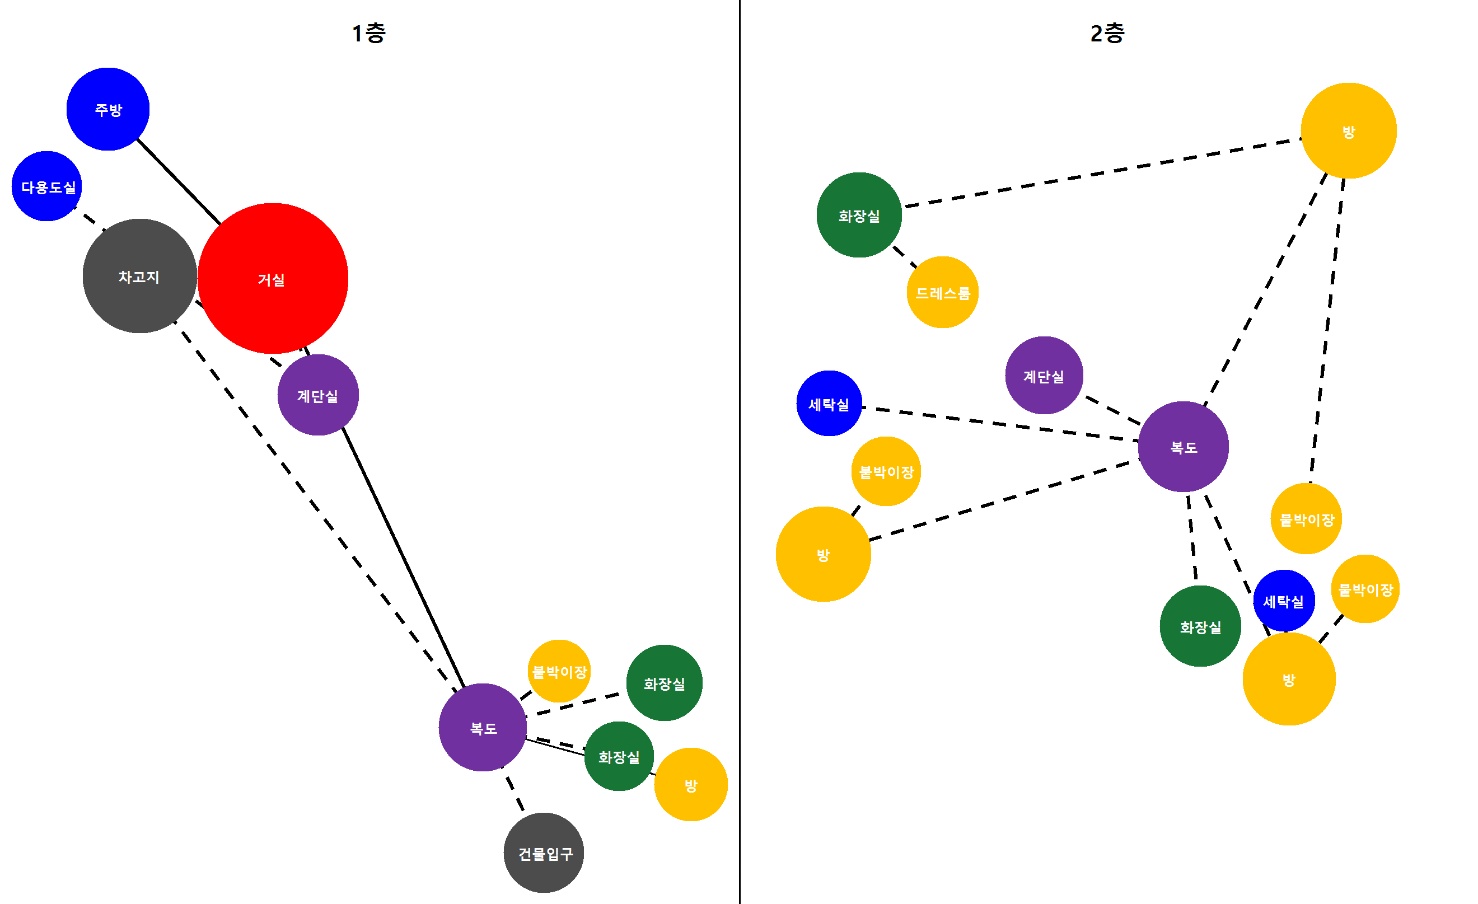 1층
주방
다용도실
차고지
거실
계단실
붙박이장
화장실
복도
화장실
방
건물입구
2층
방
화장실
드레스룸
계단실
세탁실
복도
붙박이장
붙박이장
방
세탁실
붙박이장
화장실
방